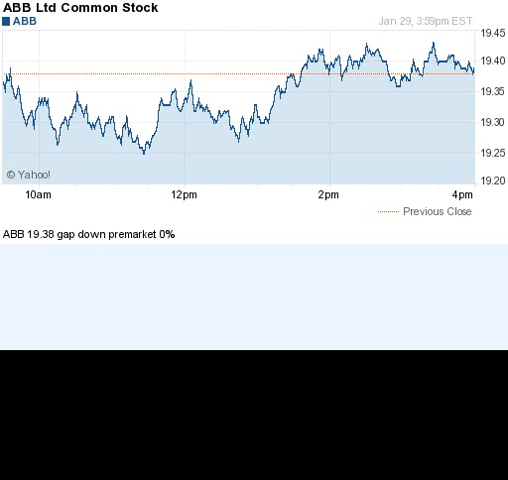 ABB Ltd Common Stock
ABB Jan 29, 3:59pm EST
19.45
19.40
19.35
19.30
19.25
19.20
© Yahoo!
10am 12pm 2pm 4pm
Previous Close
ABB 19.38 gap down premarket 0%